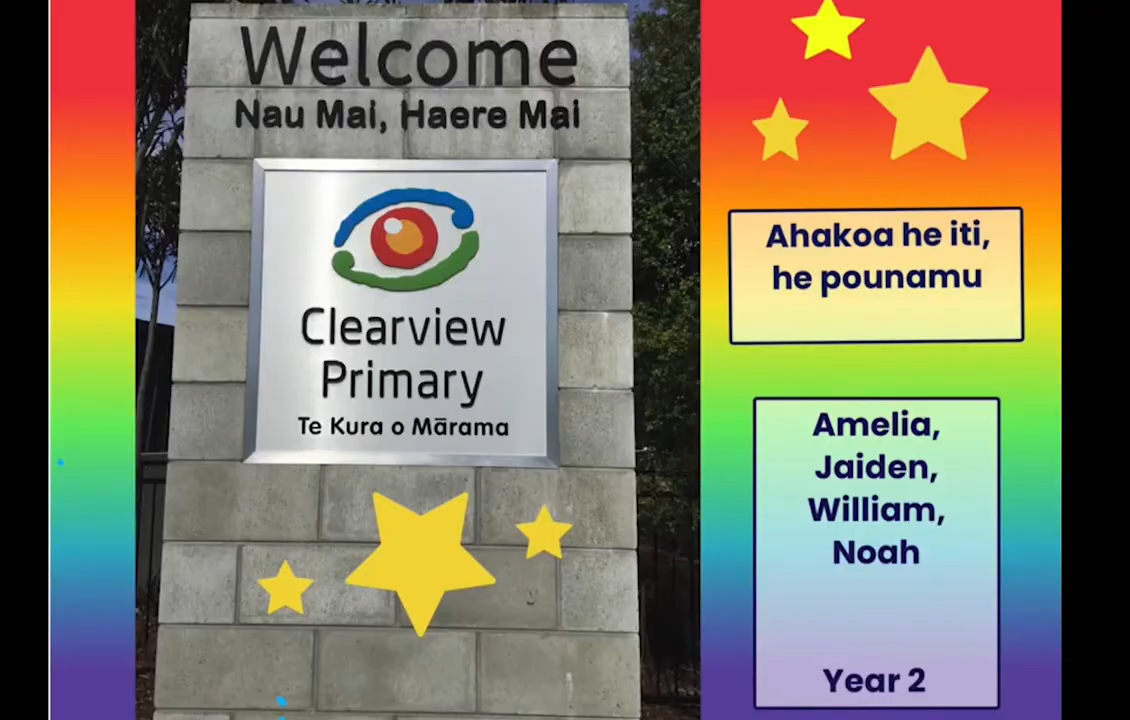 Welcome
Nau Mai, Haere Mai
Clearview
Primary
Te Kura o Mārama
Ahakoa he iti,
he pounamu
Amelia,
Jaiden,
William,
Noah
Year 2